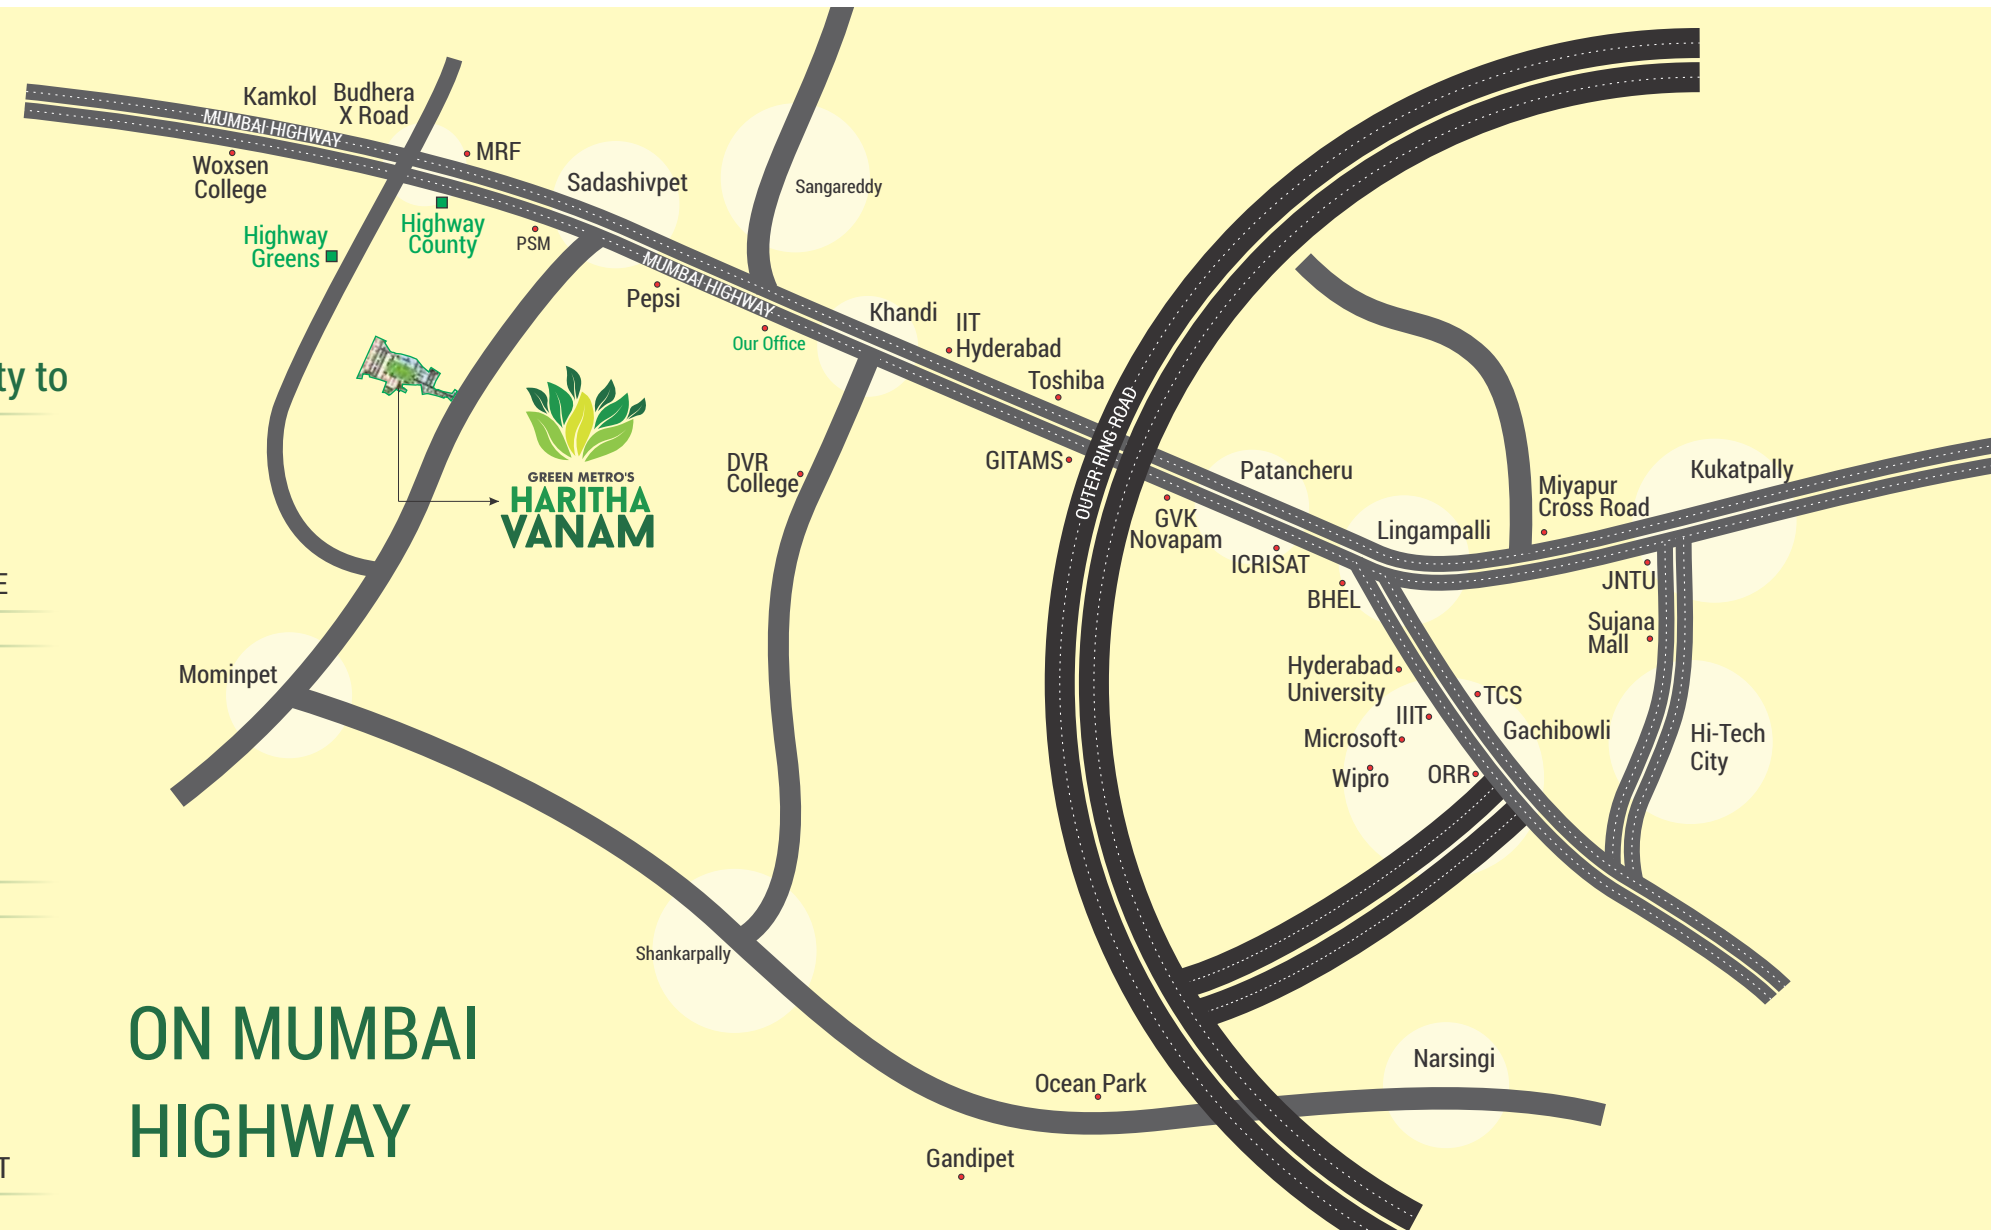 Kamkol
Budhera
X Road
MUMBAI HIGHWAY
MRF
Woxsen
College
Highway
County
Highway
Greens
PSM
Sadashivpet
Sangareddy
MUMBAI HIGHWAY
Pepsi
Our Office
Khandi
IIT
Hyderabad
Toshiba
ty to
OUTER RING ROAD
GITAMS
DVR
College
GREEN METRO'S
HARITHA
VANAM
Patancheru
GVK
Novapam
ICRISAT
Lingampalli
BHEL
Miyapur
Cross Road
Kukatpally
JNTU
Sujana
Mall
E
Hyderabad
University
TCS
IIIT
Microsoft
Gachibowli
Wipro
ORR
Hi-Tech
City
Mominpet
Shankarpally
ON MUMBAI
HIGHWAY
Ocean Park
Narsingi
Gandipet
T